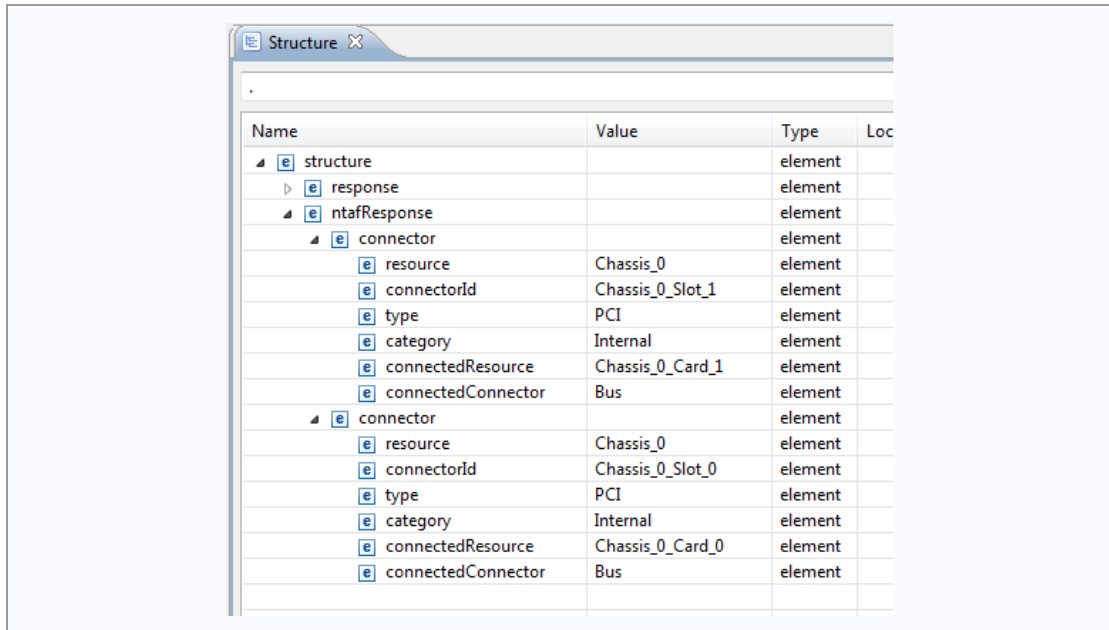 Structure
.
Name Value Type Loc
structure element
response element
ntafResponse element
connector element
resource Chassis_0 element
connectorId Chassis_0_Slot_1 element
type PCI element
category Internal element
connectedResource Chassis_0_Card_1 element
connectedConnector Bus element
connector element
resource Chassis_0 element
connectorId Chassis_0_Slot_0 element
type PCI element
category Internal element
connectedResource Chassis_0_Card_0 element
connectedConnector Bus element